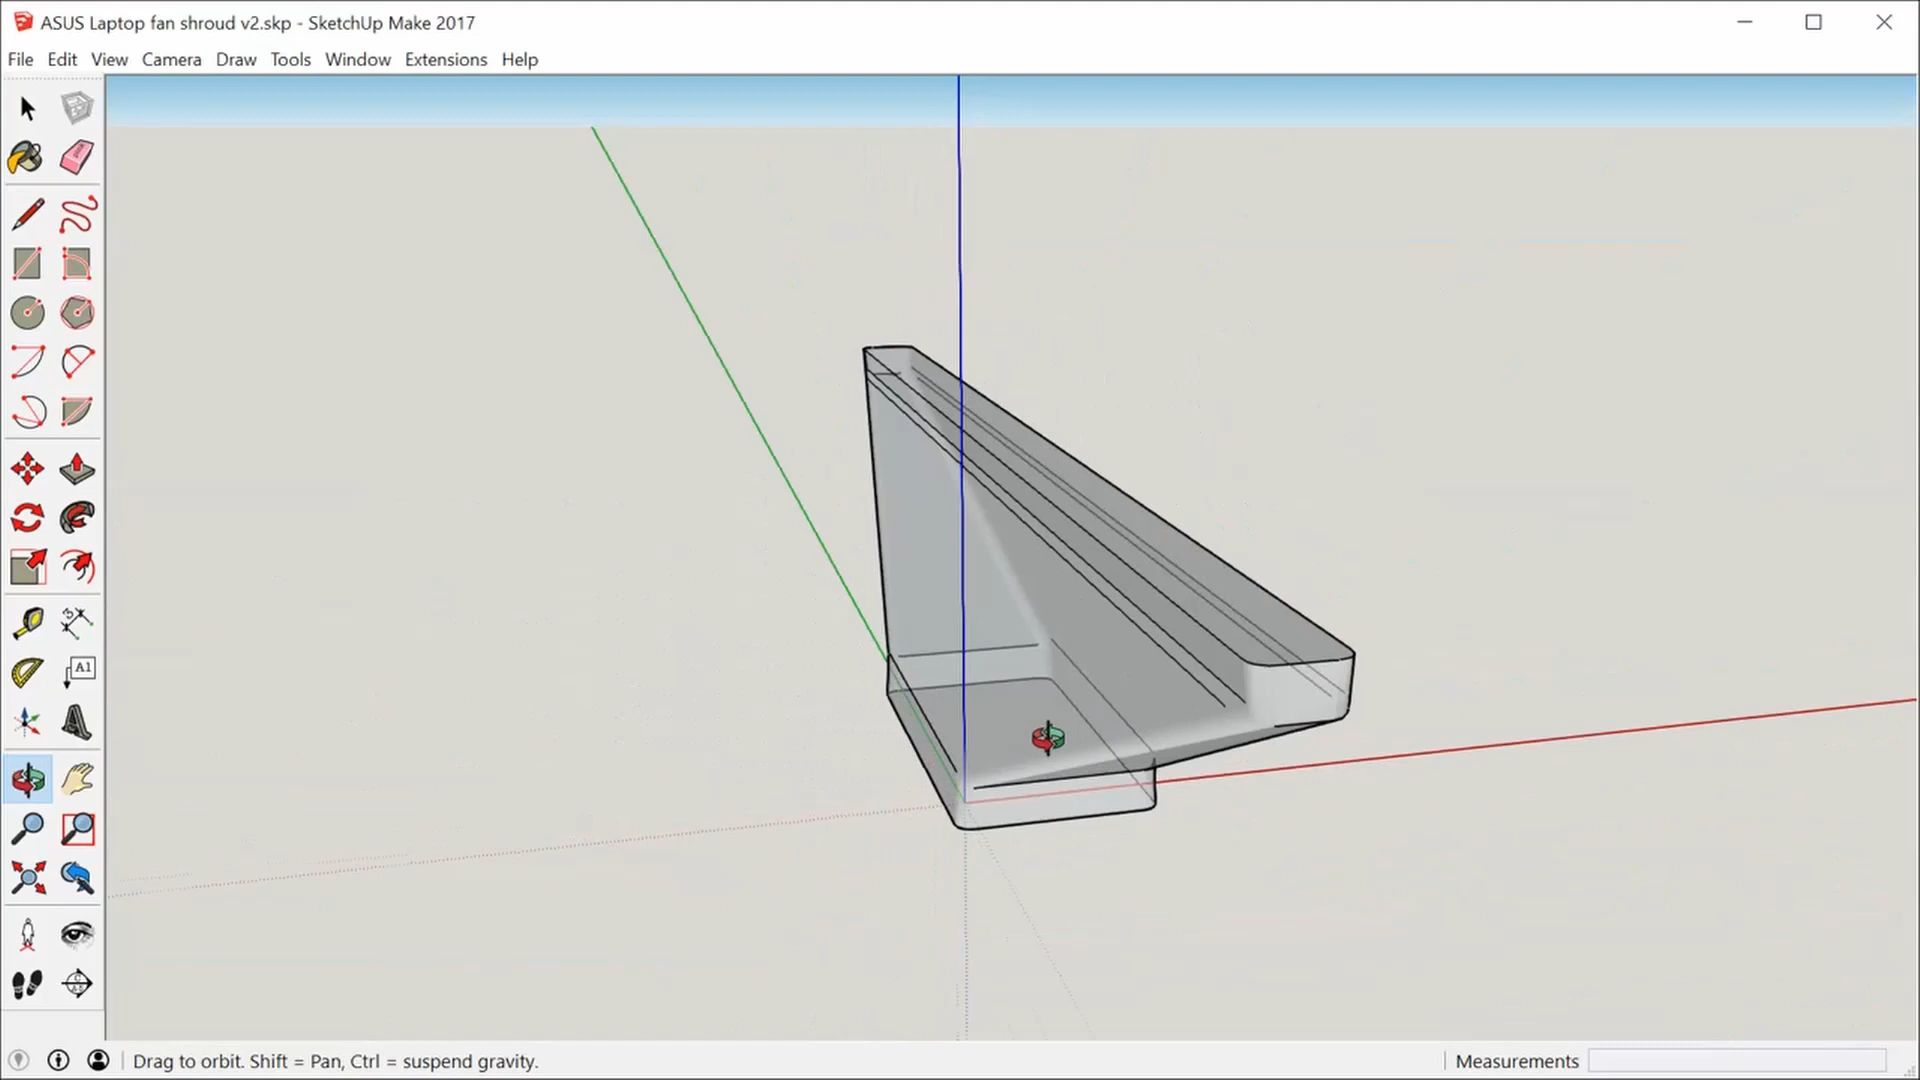 ASUS Laptop fan shroud v2.skp - SketchUp Make 2017
File Edit View Camera Draw Tools Window Extensions Help
A1
Drag to orbit. Shift = Pan, Ctrl = suspend gravity.
Measurements